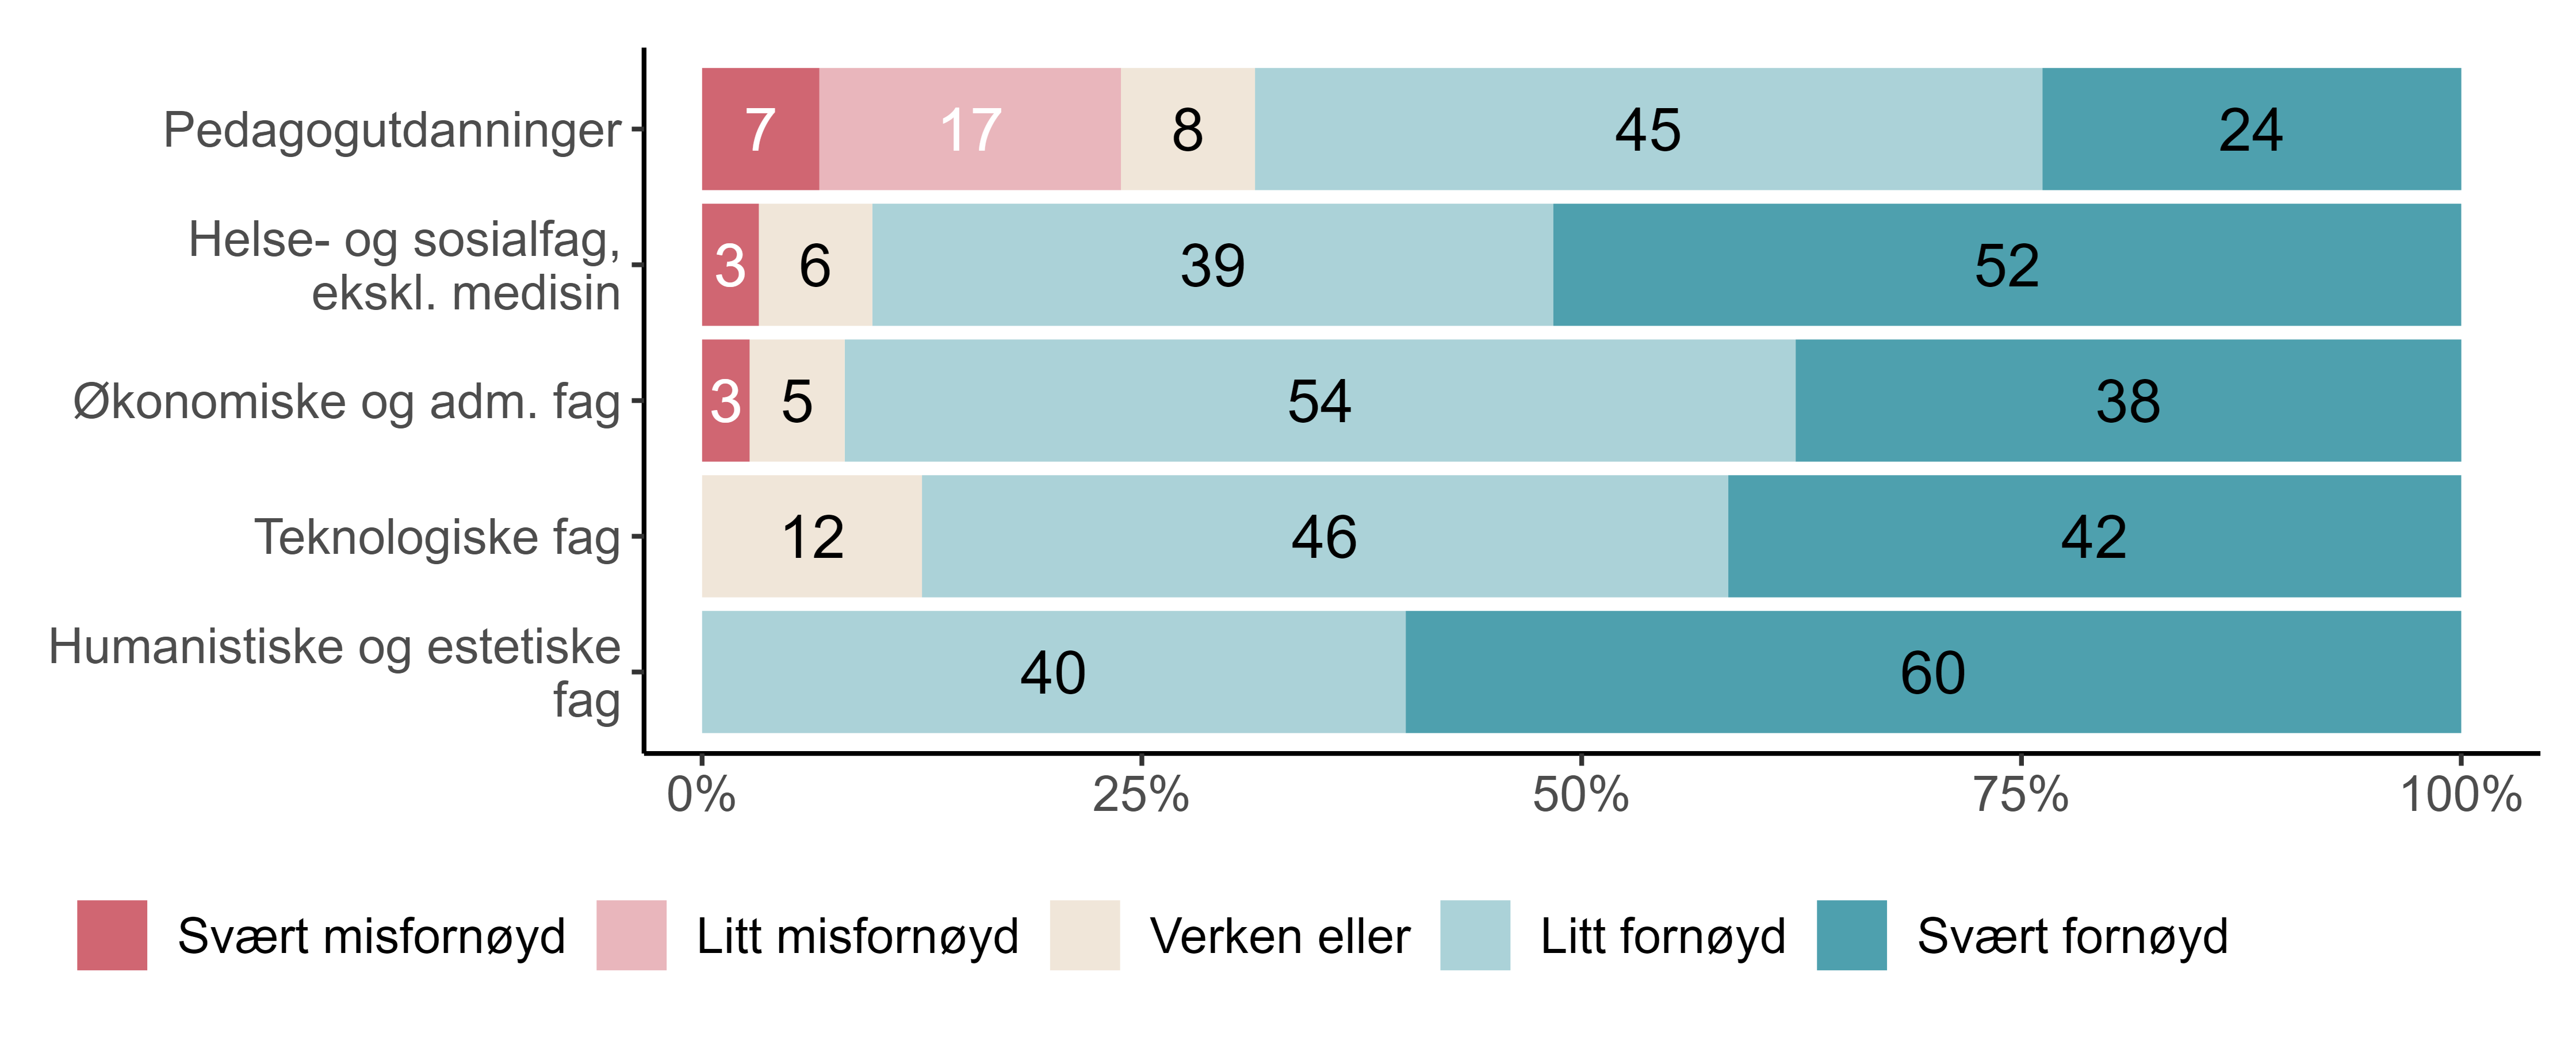 Pedagogutdanninger 7 17 8 45 24
Helse- og sosialfag,
ekskl. medisin 3 6 39 52
Økonomiske og adm. fag 3 5 54 38
Teknologiske fag 12 46 42
Humanistiske og estetiske
fag 40 60
0% 25% 50% 75% 100%
Svært misfornøyd Litt misfornøyd Verken eller Litt fornøyd Svært fornøyd